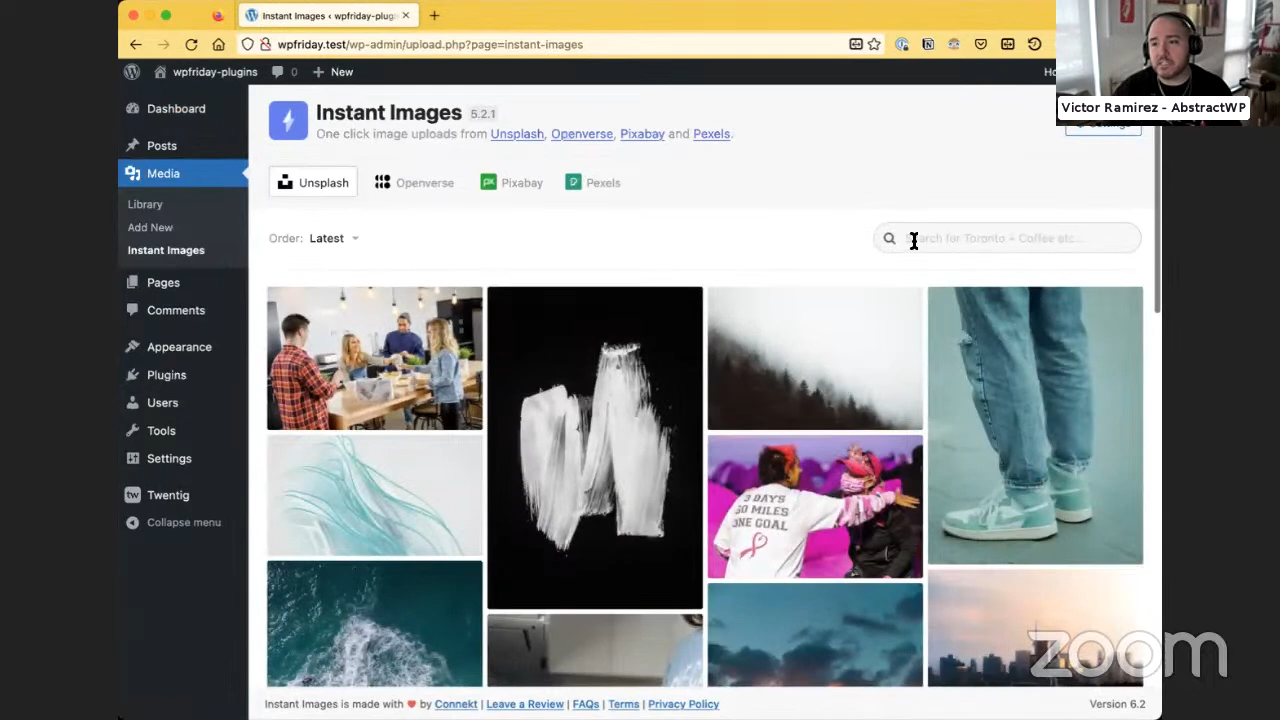 Instant Images ‹ wpfriday-plug
wpfriday.test/wp-admin/upload.php?page=instant-images
wpfriday-plugins
0
New
Victor Ramirez - AbstractWP
Dashboard
Posts
Media
Library
Add New
Instant Images
Pages
Comments
Appearance
Plugins
Users
Tools
Settings
tw Twentig
Collapse menu
Instant Images 5.2.1
One click image uploads from Unsplash, Openverse, Pixabay and Pexels.
Unsplash
Openverse
px Pixabay
P Pexels
Order: Latest
for Toronto + Coffee etc...
3 DAYS
60 MILES
ONE GOAL
zoom
Instant Images is made with ♥ by Connekt | Leave a Review | FAQs | Terms | Privacy Policy
Version 6.2